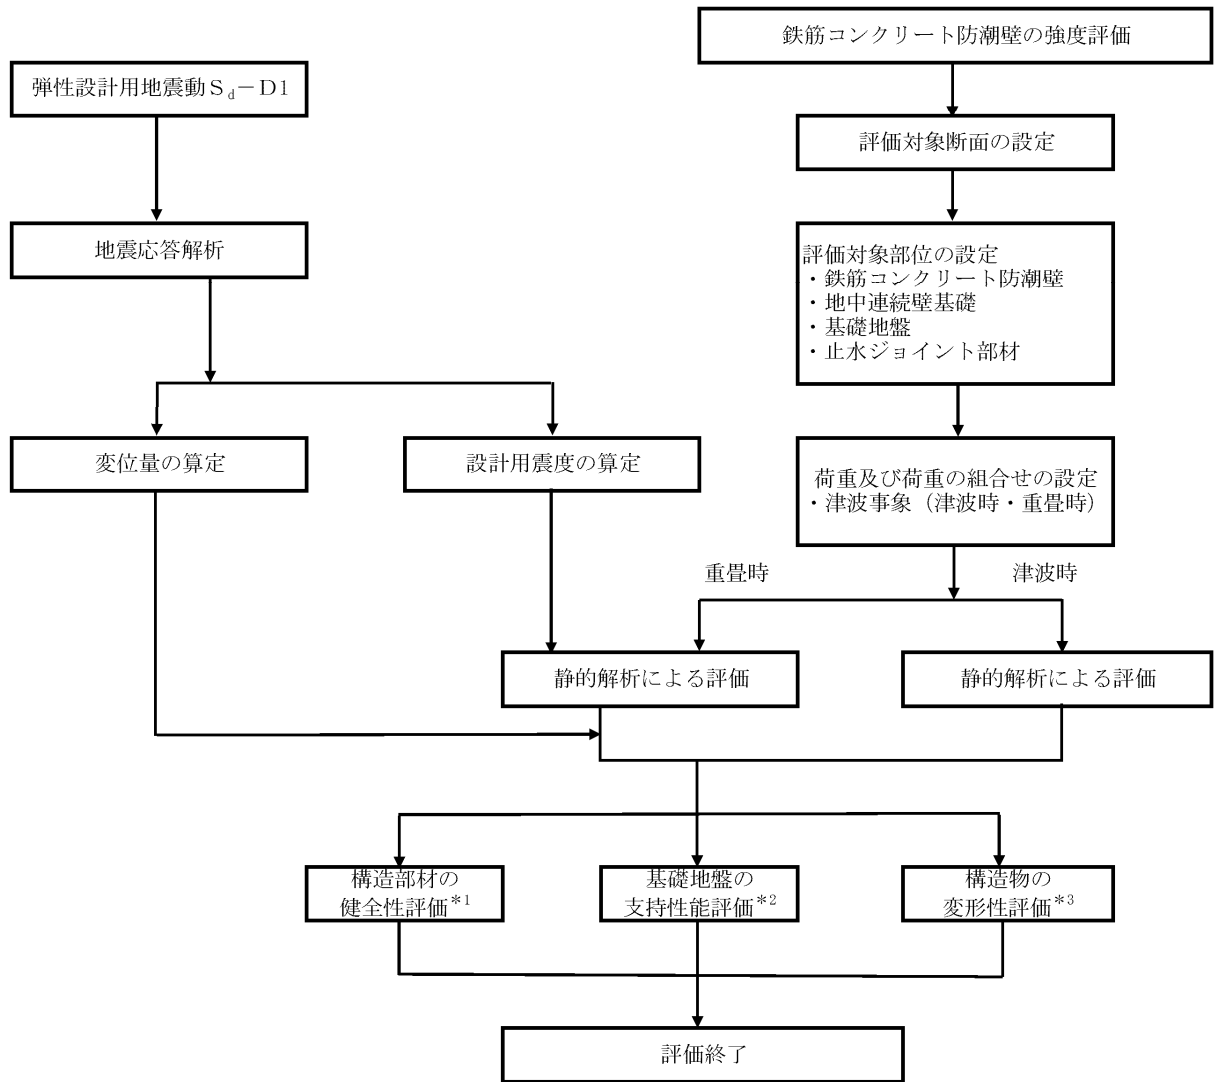 鉄筋コンクリート防潮壁の強度評価
弾性設計用地震動Sd－D1
評価対象断面の設定
地震応答解析
評価対象部位の設定
・鉄筋コンクリート防潮壁
・地中連続壁基礎
・基礎地盤
・止水ジョイント部材
変位量の算定
設計用震度の算定
荷重及び荷重の組合せの設定
・津波事象（津波時・重畳時）
重畳時
津波時
静的解析による評価
静的解析による評価
構造部材の
健全性評価*1
基礎地盤の
支持性能評価*2
構造物の
変形性評価*3
評価終了